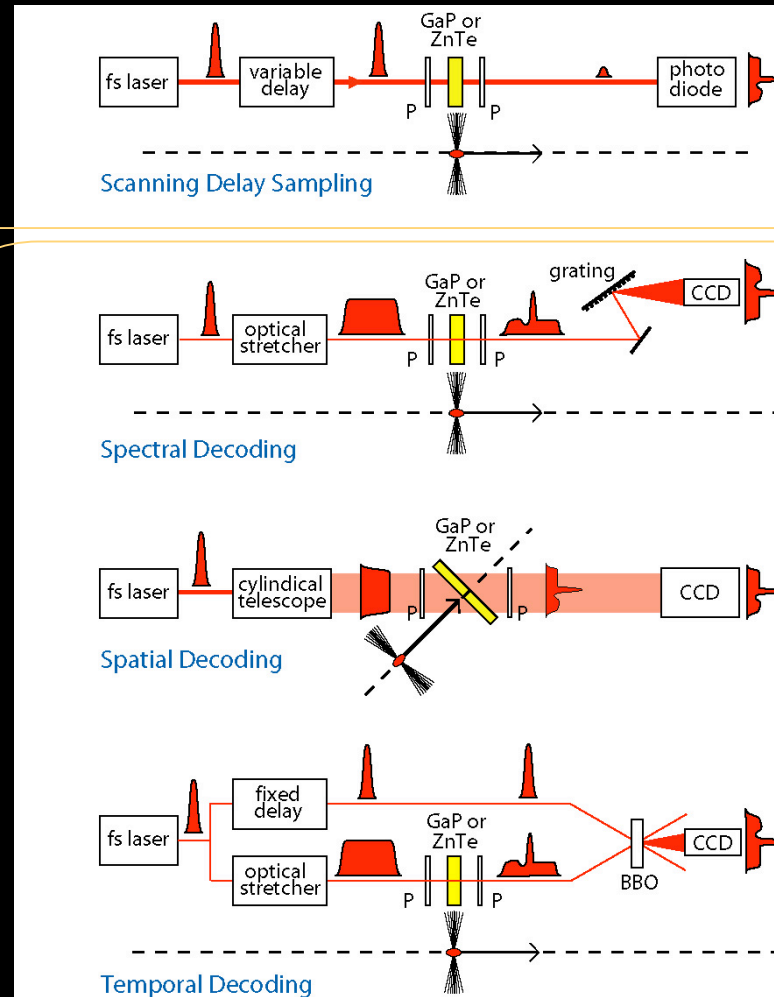 GaP or
ZnTe
fs laser
variable
delay
photo
diode
P
P
Scanning Delay Sampling
grating
GaP or
ZnTe
CCD
fs laser
optical
stretcher
P
P
Spectral Decoding
GaP or
ZnTe
fs laser
cylindical
telescope
P
P
CCD
Spatial Decoding
fixed
delay
GaP or
ZnTe
fs laser
CCD
optical
stretcher
BBO
P
P
Temporal Decoding